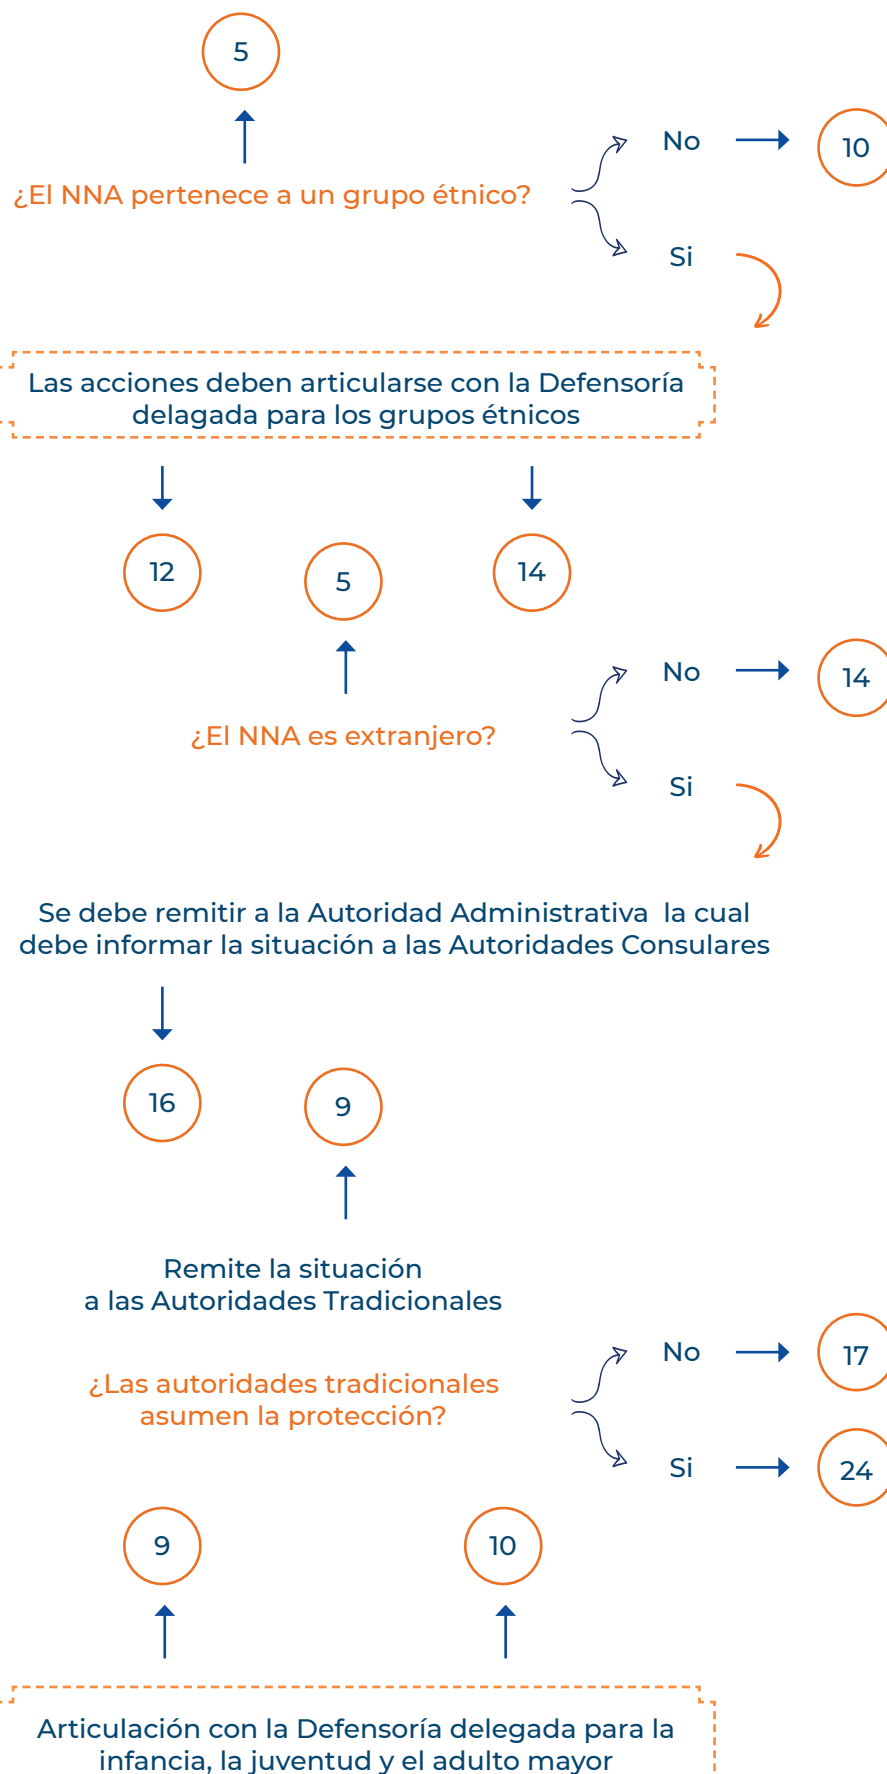 5
No
10
¿El NNA pertenece a un grupo étnico?
Si
Las acciones deben articularse con la Defensoría
delagada para los grupos étnicos
12
5
14
No
14
¿El NNA es extranjero?
Si
Se debe remitir a la Autoridad Administrativa la cual
debe informar la situación a las Autoridades Consulares
16
9
Remite la situación
a las Autoridades Tradicionales
No
17
¿Las autoridades tradicionales
asumen la protección?
Si
24
9
10
Articulación con la Defensoría delegada para la
infancia, la juventud y el adulto mayor